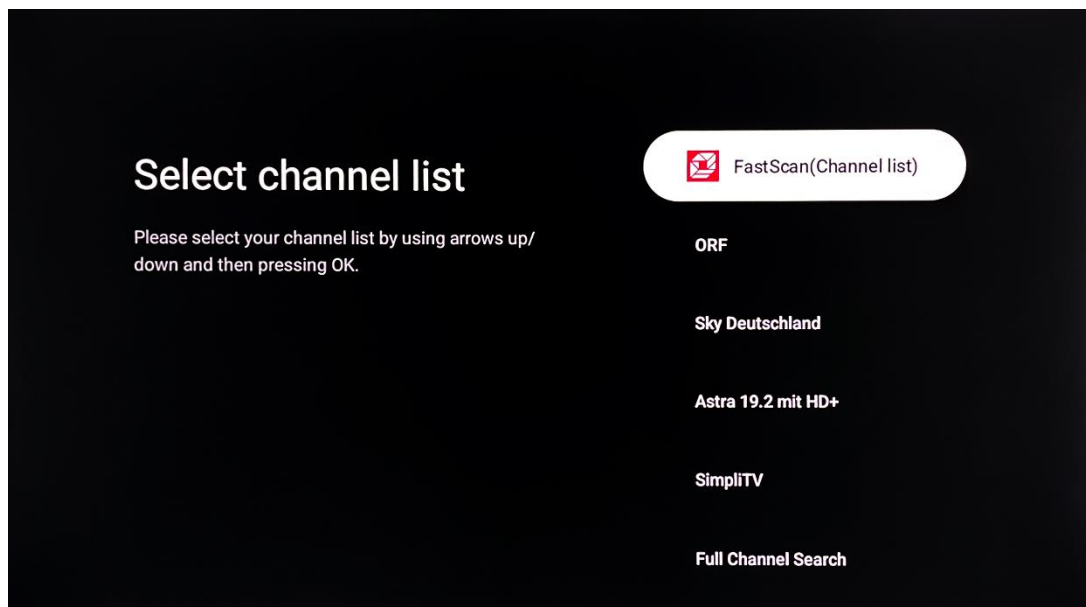 Select channel list
Please select your channel list by using arrows up/
down and then pressing OK.
FastScan(Channel list)
ORF
Sky Deutschland
Astra 19.2 mit HD+
SimpliTV
Full Channel Search